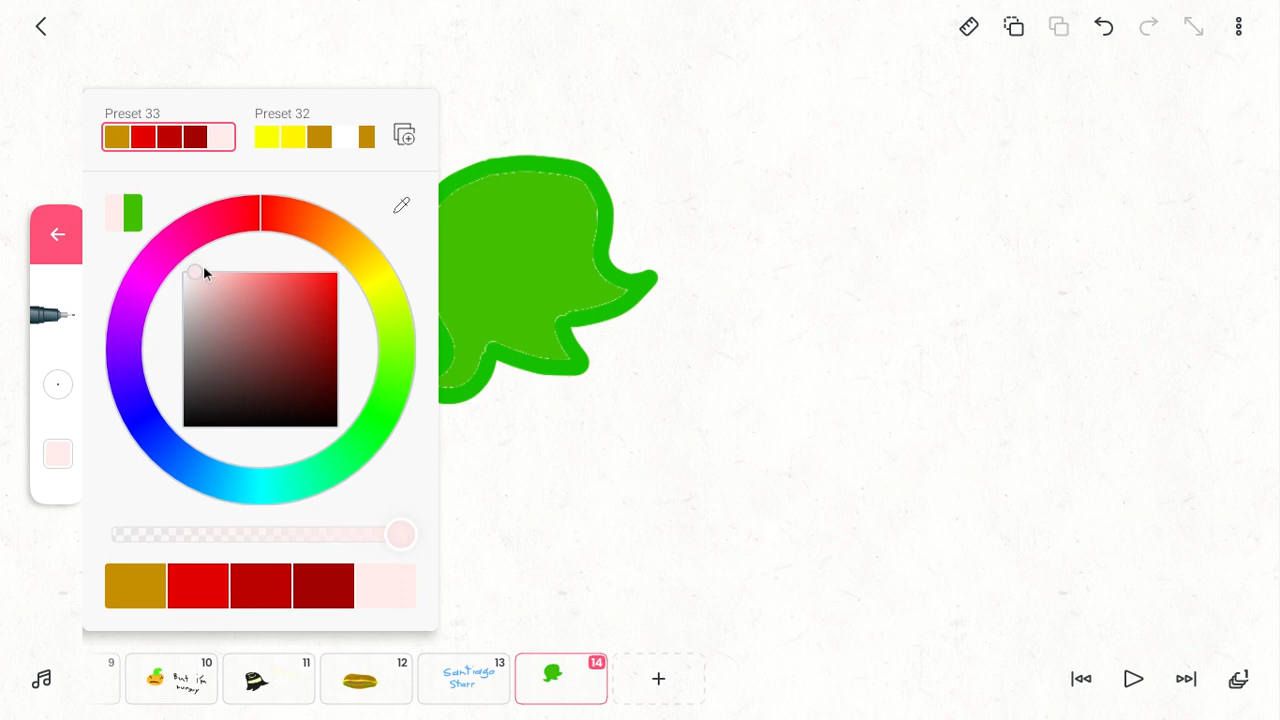 Preset 33
Preset 32
9
10
11
12
13
14
But i'm
hungry
Santiago
Starr